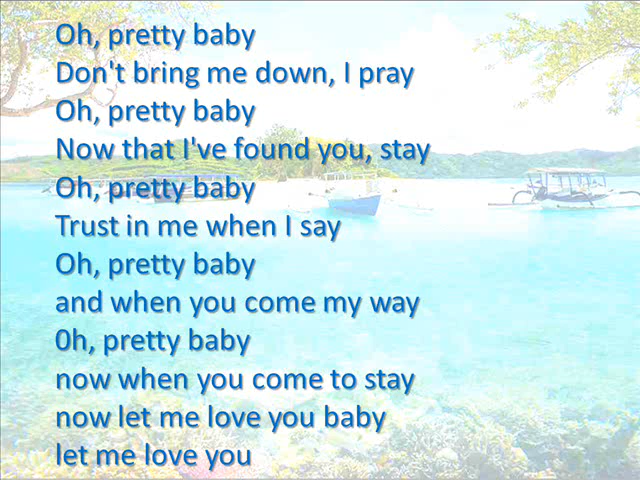 Oh, pretty baby
Don't bring me down, I pray
Oh, pretty baby
Now that I've found you, stay
Oh, pretty baby
Trust in me when I say
Oh, pretty baby
and when you come my way
0h, pretty baby
now when you come to stay
now let me love you baby
let me love you